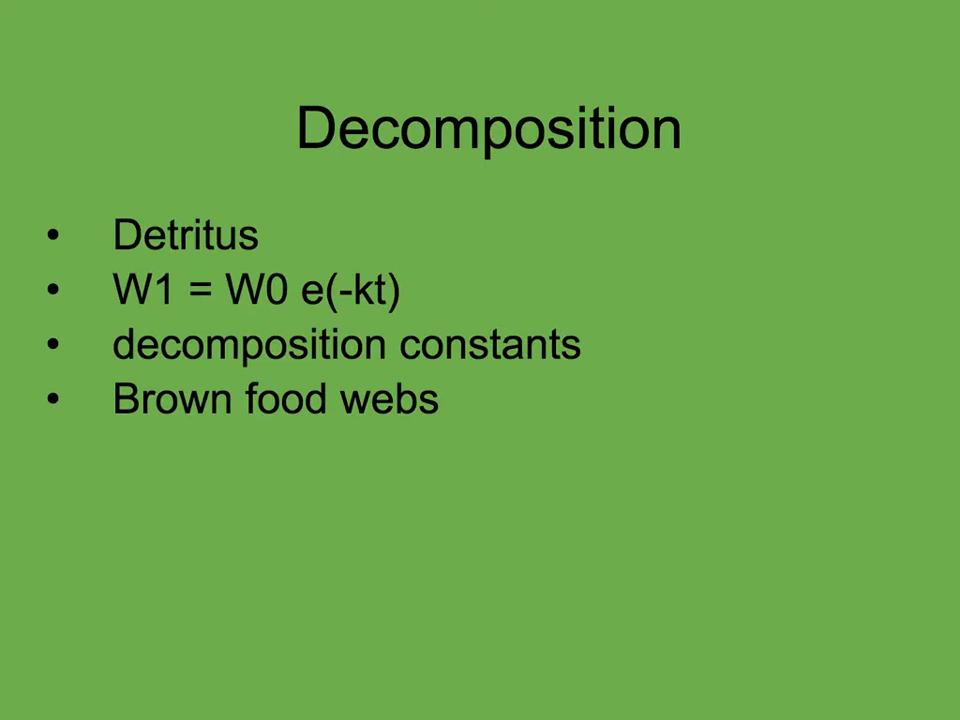 Decomposition
• Detritus
• W1 = W0 e(-kt)
• decomposition constants
• Brown food webs